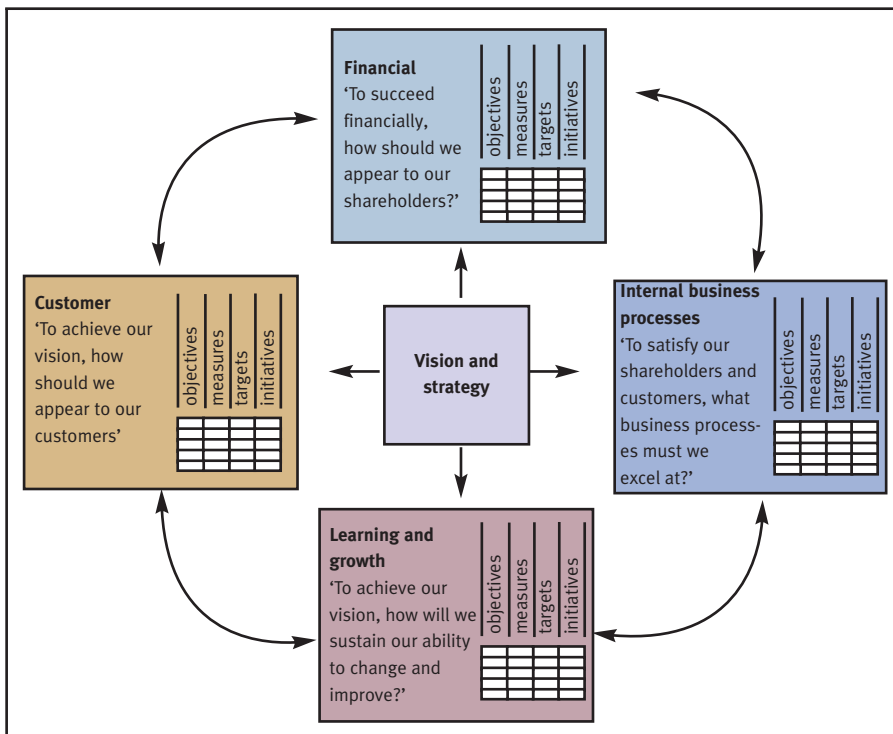 Financial
‘To succeed
financially,
how should we
appear to our
shareholders?’
objectives
measures
targets
initiatives
Customer
‘To achieve our
vision, how
should we
appear to our
customers’
objectives
measures
targets
initiatives
Vision and
strategy
Internal business
processes
‘To satisfy our
shareholders and
customers, what
business process-
es must we
excel at?’
objectives
measures
targets
initiatives
Learning and
growth
‘To achieve our
vision, how will we
sustain our ability
to change and
improve?’
objectives
measures
targets
initiatives